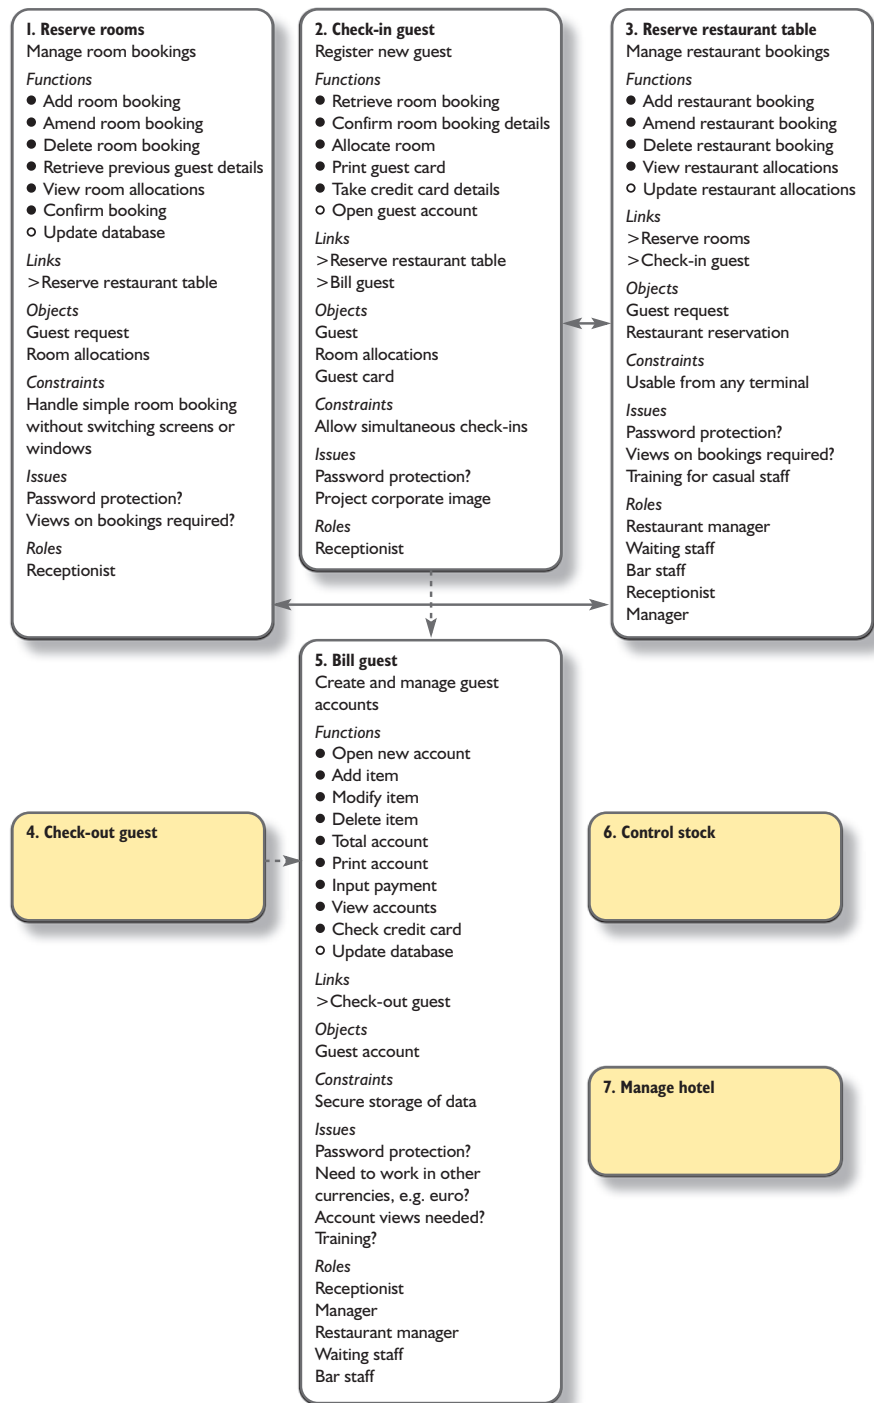 1. Reserve rooms
Manage room bookings
Functions
● Add room booking
● Amend room booking
● Delete room booking
● Retrieve previous guest details
● View room allocations
● Confirm booking
○ Update database
Links
>Reserve restaurant table
Objects
Guest request
Room allocations
Constraints
Handle simple room booking
without switching screens or
windows
Issues
Password protection?
Views on bookings required?
Roles
Receptionist
2. Check-in guest
Register new guest
Functions
● Retrieve room booking
● Confirm room booking details
● Allocate room
● Print guest card
● Take credit card details
○ Open guest account
Links
>Reserve restaurant table
>Bill guest
Objects
Guest
Room allocations
Guest card
Constraints
Allow simultaneous check-ins
Issues
Password protection?
Project corporate image
Roles
Receptionist
3. Reserve restaurant table
Manage restaurant bookings
Functions
● Add restaurant booking
● Amend restaurant booking
● Delete restaurant booking
● View restaurant allocations
○ Update restaurant allocations
Links
>Reserve rooms
>Check-in guest
Objects
Guest request
Restaurant reservation
Constraints
Usable from any terminal
Issues
Password protection?
Views on bookings required?
Training for casual staff
Roles
Restaurant manager
Waiting staff
Bar staff
Receptionist
Manager
4. Check-out guest
5. Bill guest
Create and manage guest
accounts
Functions
● Open new account
● Add item
● Modify item
● Delete item
● Total account
● Print account
● Input payment
● View accounts
● Check credit card
○ Update database
Links
>Check-out guest
Objects
Guest account
Constraints
Secure storage of data
Issues
Password protection?
Need to work in other
currencies, e.g. euro?
Account views needed?
Training?
Roles
Receptionist
Manager
Restaurant manager
Waiting staff
Bar staff
6. Control stock
7. Manage hotel